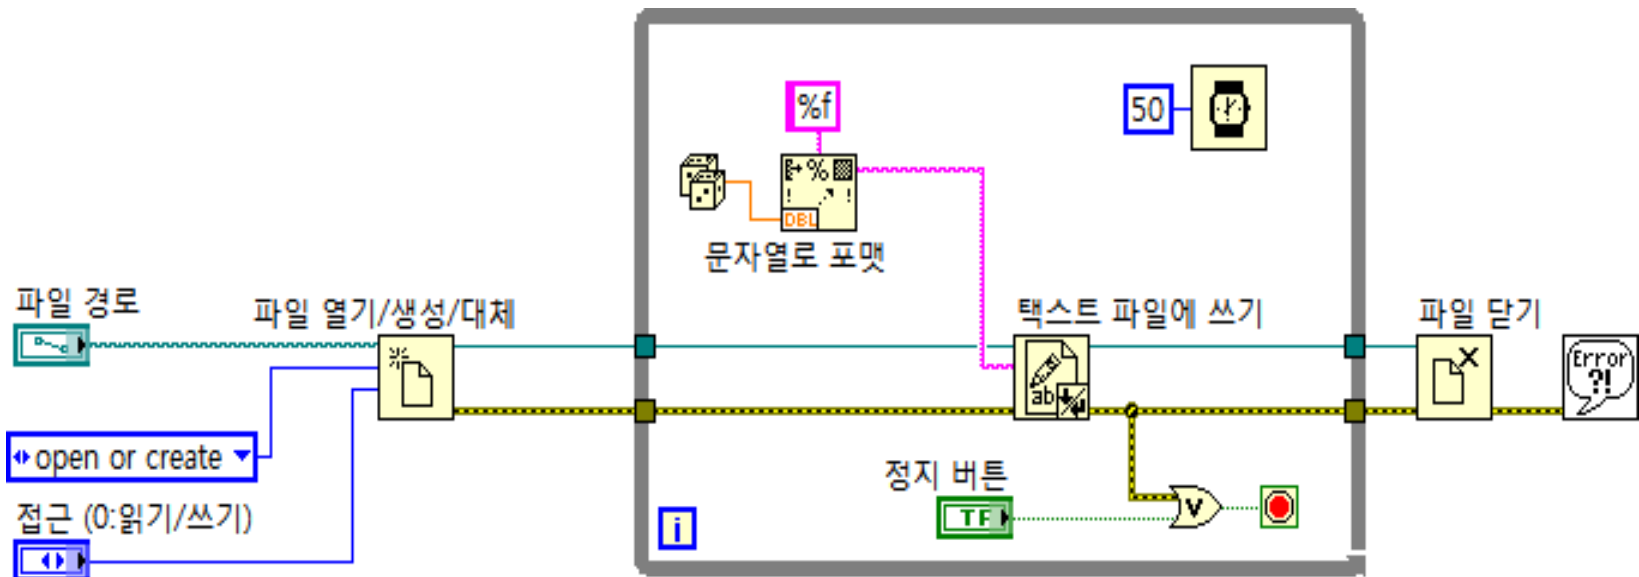 %f
50
DBL
문자열로 포맷
파일 경로
파일 열기/생성/대체
택스트 파일에 쓰기
파일 닫기
Error
?!
ab
open or create
정지 버튼
TF
V
접근 (0:읽기/쓰기)
i